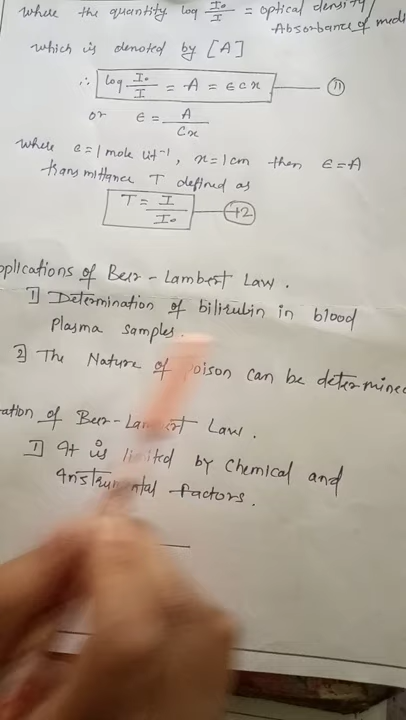 where the quantity log I₀/I = optical density/
Absorbance of med
which is denoted by [A]
∴ log I₀/I = A = ϵcx — 11
or ϵ = A/Cx
where c = 1 mole lit⁻¹, x = 1 cm then ϵ = A
transmittance T defined as
T = I/I₀ — 12
pplications of Beer-Lambert Law.
1] Determination of bilirubin in blood
Plasma samples.
2] The Nature of poison can be determined
ation of Beer-Lambert Law.
1] It is limited by Chemical and
Instrumental factors.